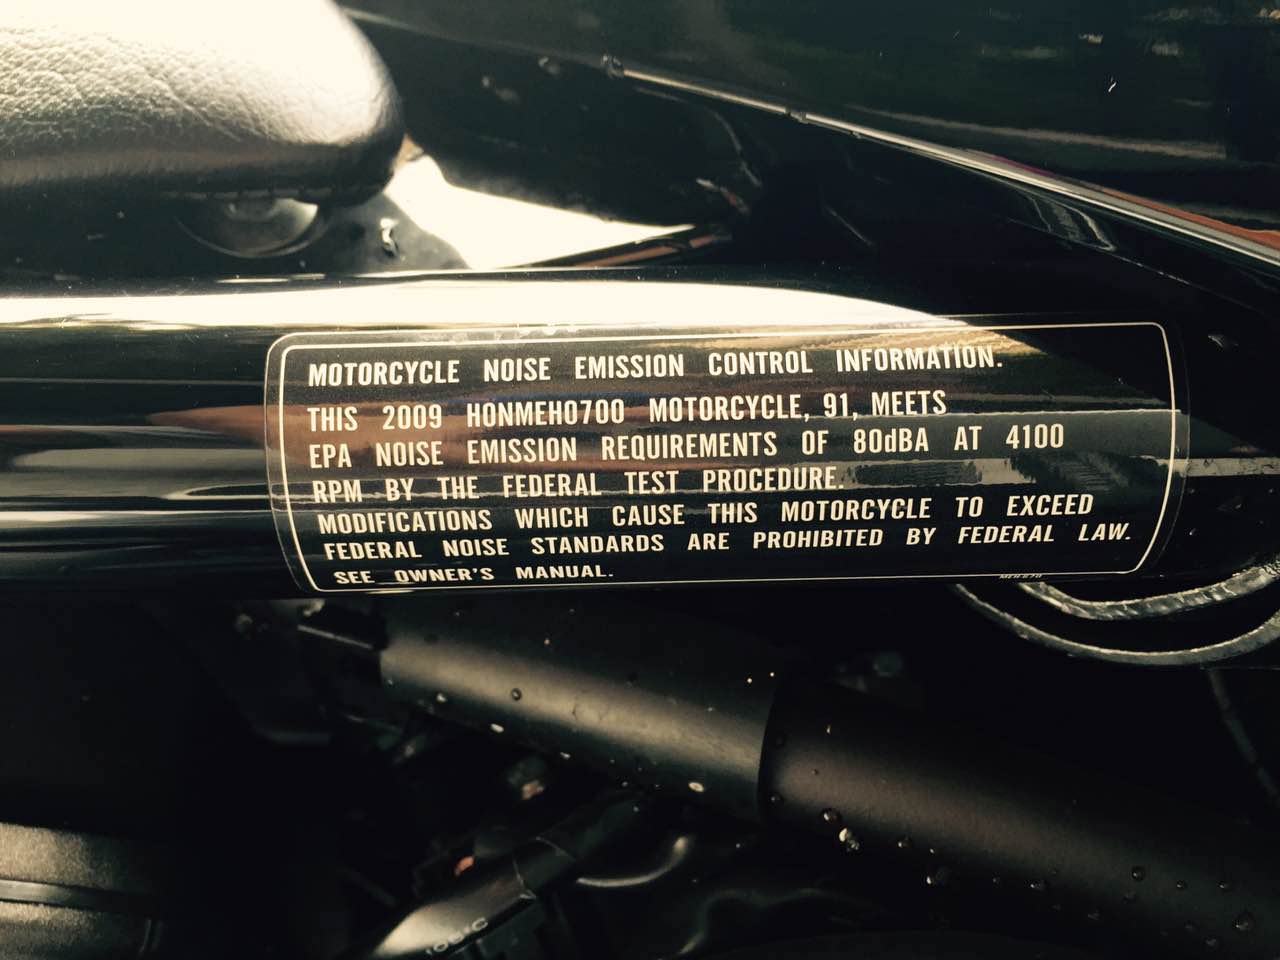 MOTORCYCLE NOISE EMISSION CONTROL INFORMATION.
THIS 2009 HONMEH0700 MOTORCYCLE, 91, MEETS
EPA NOISE EMISSION REQUIREMENTS OF 80dBA AT 4100
RPM BY THE FEDERAL TEST PROCEDURE.
MODIFICATIONS WHICH CAUSE THIS MOTORCYCLE TO EXCEED
FEDERAL NOISE STANDARDS ARE PROHIBITED BY FEDERAL LAW.
SEE OWNER'S MANUAL.